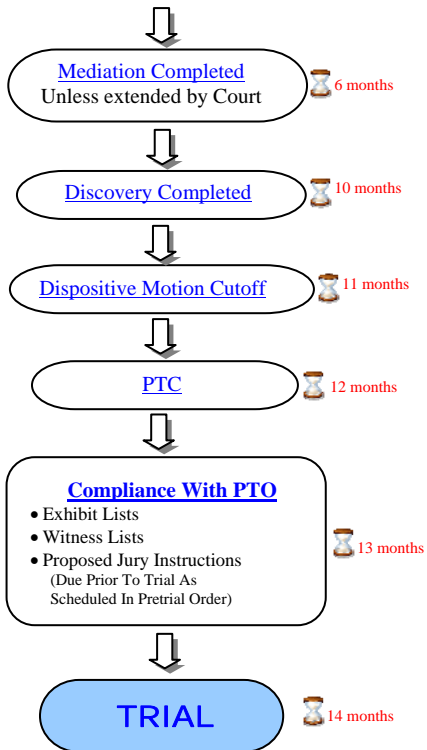 Mediation Completed
Unless extended by Court
6 months
Discovery Completed
10 months
Dispositive Motion Cutoff
11 months
PTC
12 months
Compliance With PTO
• Exhibit Lists
• Witness Lists
• Proposed Jury Instructions
(Due Prior To Trial As
Scheduled In Pretrial Order)
13 months
TRIAL
14 months